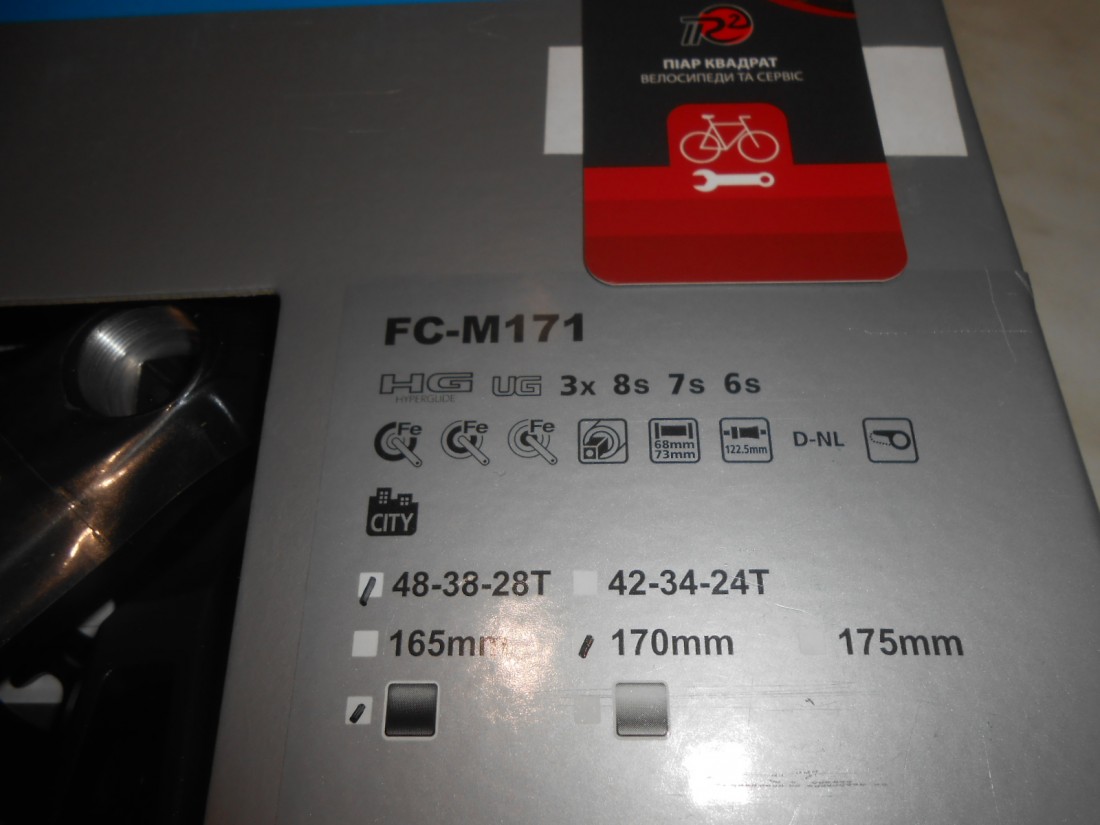 ПІАР КВАДРАТ
ВЕЛОСИПЕДИ ТА СЕРВІС
FC-M171
HG UG 3x 8s 7s 6s
HYPERGLIDE
Fe Fe Fe 68mm 73mm 122.5mm D-NL
CITY
48-38-28T 42-34-24T
165mm 170mm 175mm